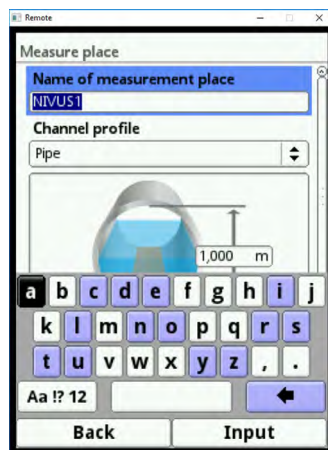 Remote
Measure place
Name of measurement place
NIVUS1
Channel profile
Pipe
1,000 m
a b c d e f g h i j
k l m n o p q r s
t u v w x y z , .
Aa !? 12
Back Input